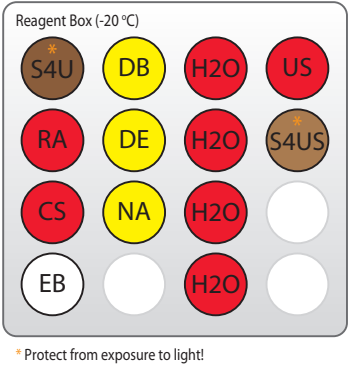 Reagent Box (-20 ºC)
* S4U DB H2O US
RA DE H2O * S4US
CS NA H2O
EB H2O
* Protect from exposure to light!